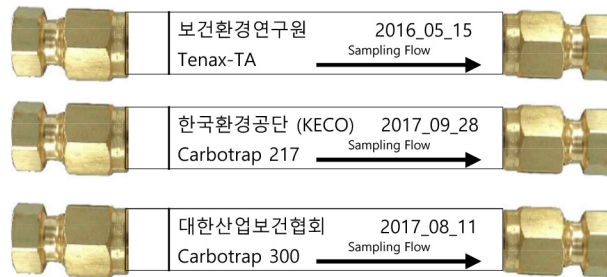 보건환경연구원 2016_05_15
Tenax-TA Sampling Flow
한국환경공단 (KECO) 2017_09_28
Carbotrap 217 Sampling Flow
대한산업보건협회 2017_08_11
Carbotrap 300 Sampling Flow